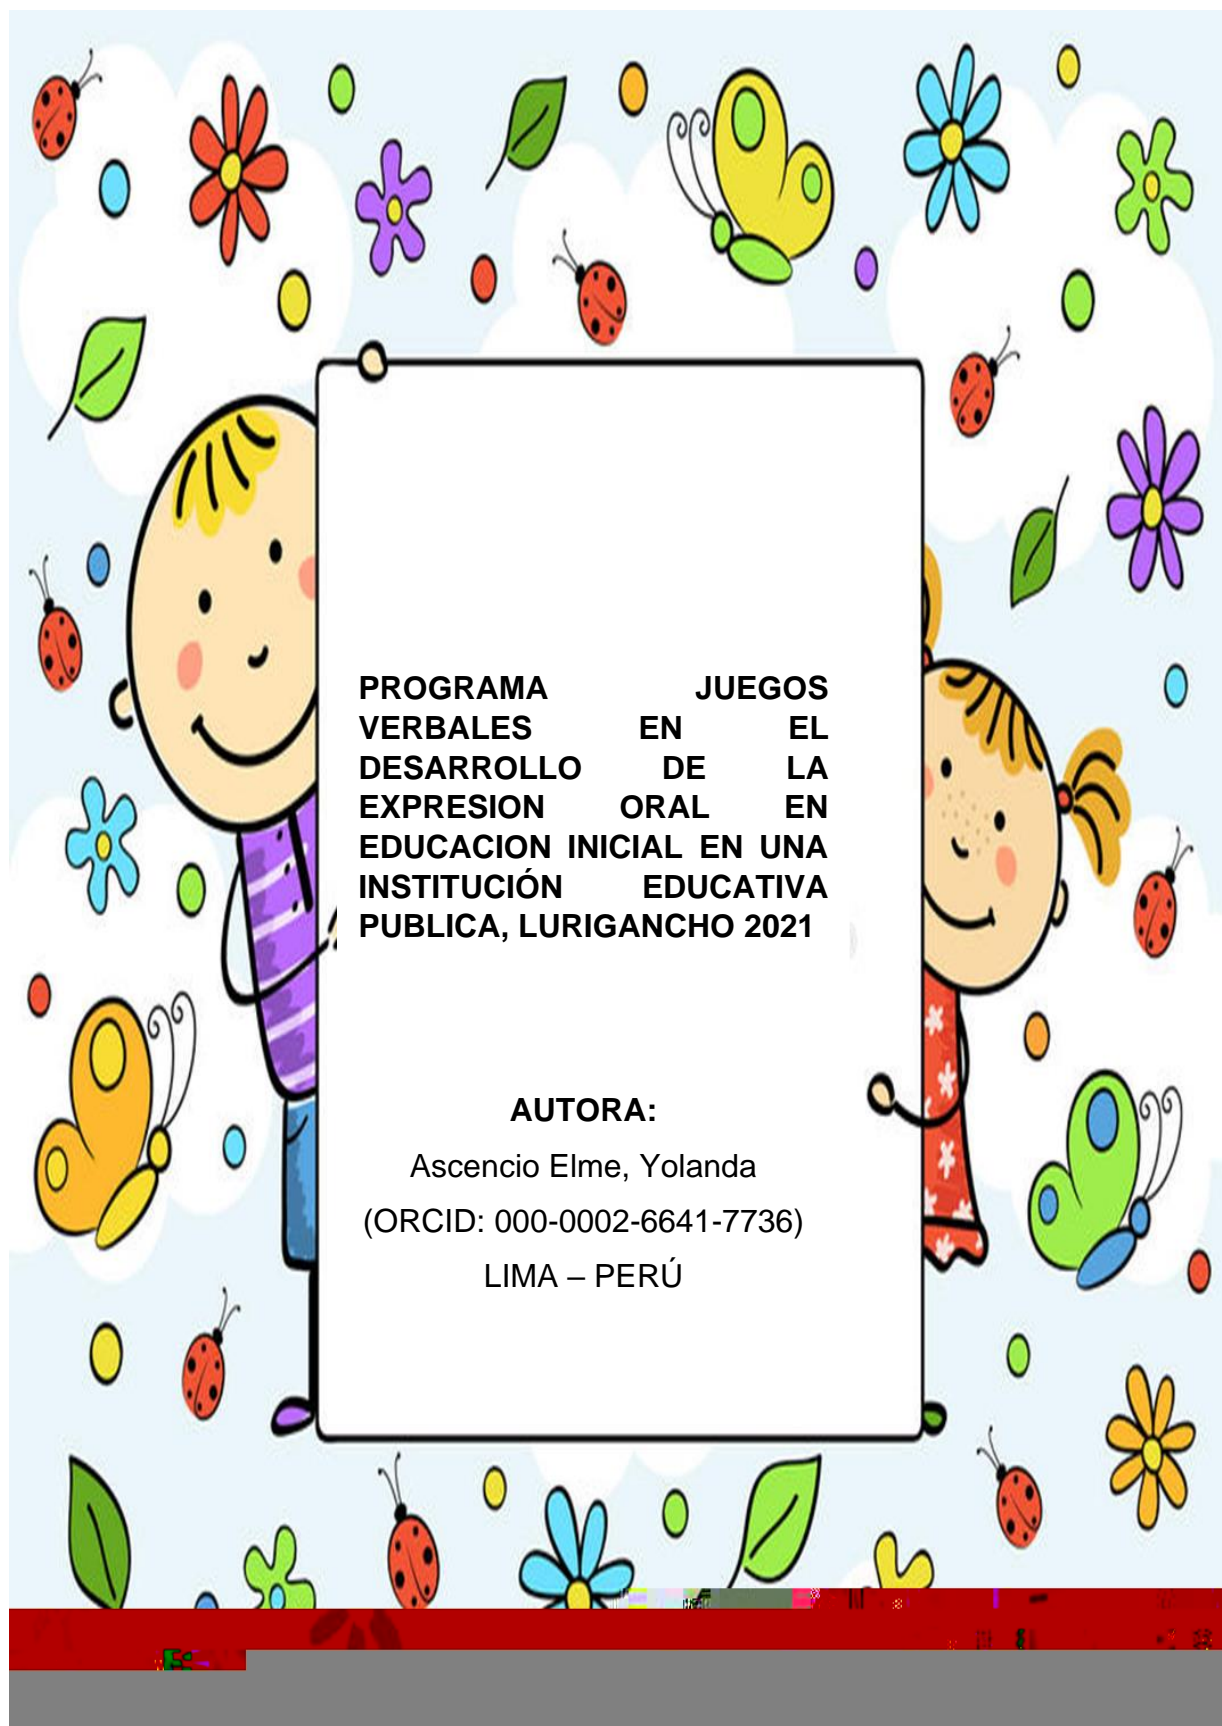 PROGRAMA JUEGOS
VERBALES EN EL
DESARROLLO DE LA
EXPRESION ORAL EN
EDUCACION INICIAL EN UNA
INSTITUCIÓN EDUCATIVA
PUBLICA, LURIGANCHO 2021
AUTORA:
Ascencio Elme, Yolanda
(ORCID: 000-0002-6641-7736)
LIMA – PERÚ